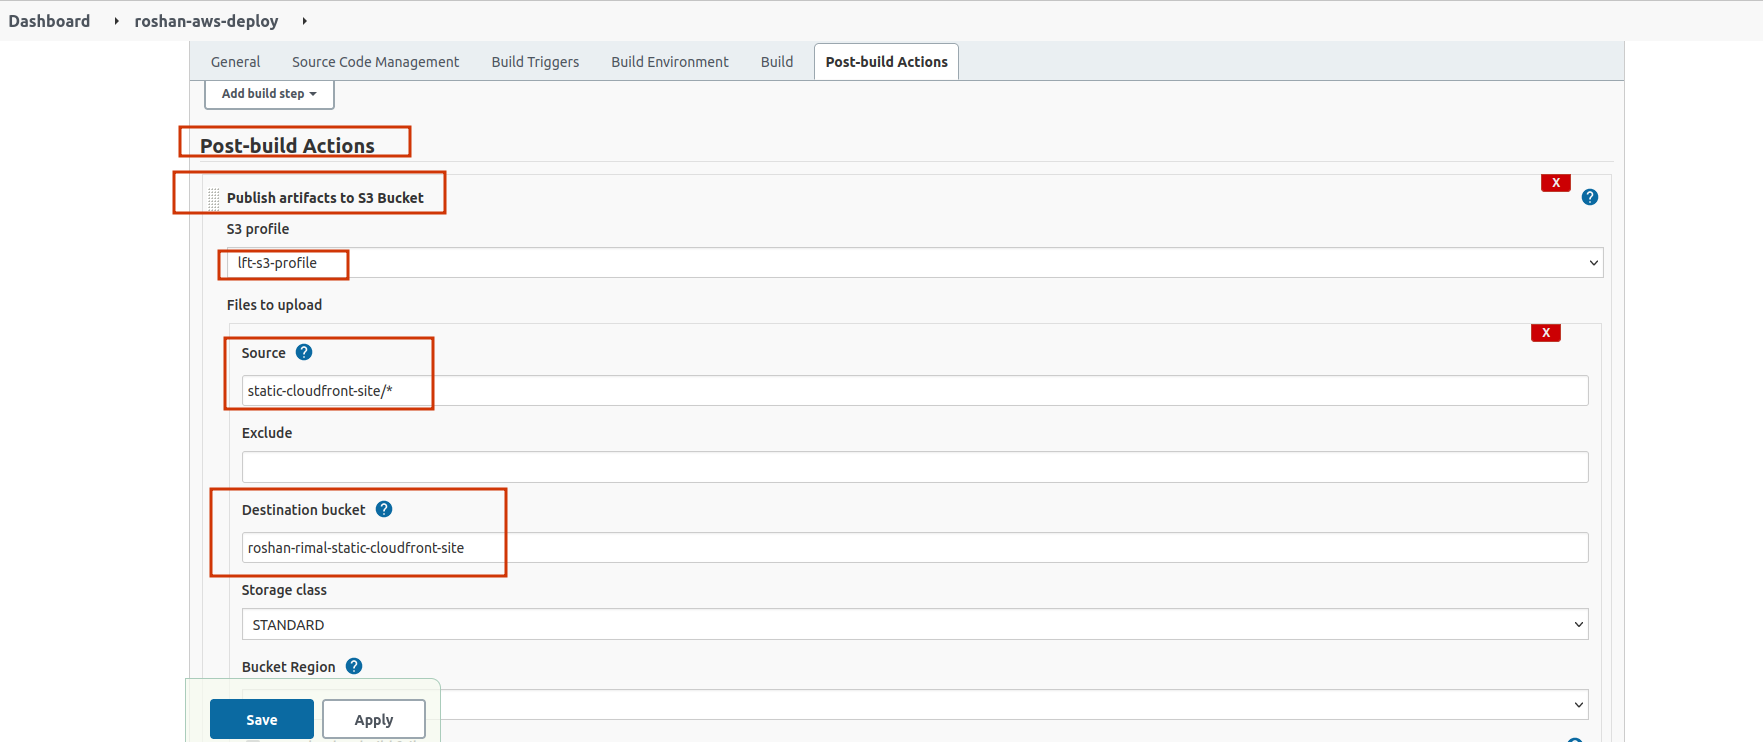 Dashboard roshan-aws-deploy
General Source Code Management Build Triggers Build Environment Build Post-build Actions
Add build step
Post-build Actions
Publish artifacts to S3 Bucket
X
?
S3 profile
lft-s3-profile
Files to upload
X
Source ?
static-cloudfront-site/*
Exclude
Destination bucket ?
roshan-rimal-static-cloudfront-site
Storage class
STANDARD
Bucket Region ?
Save Apply